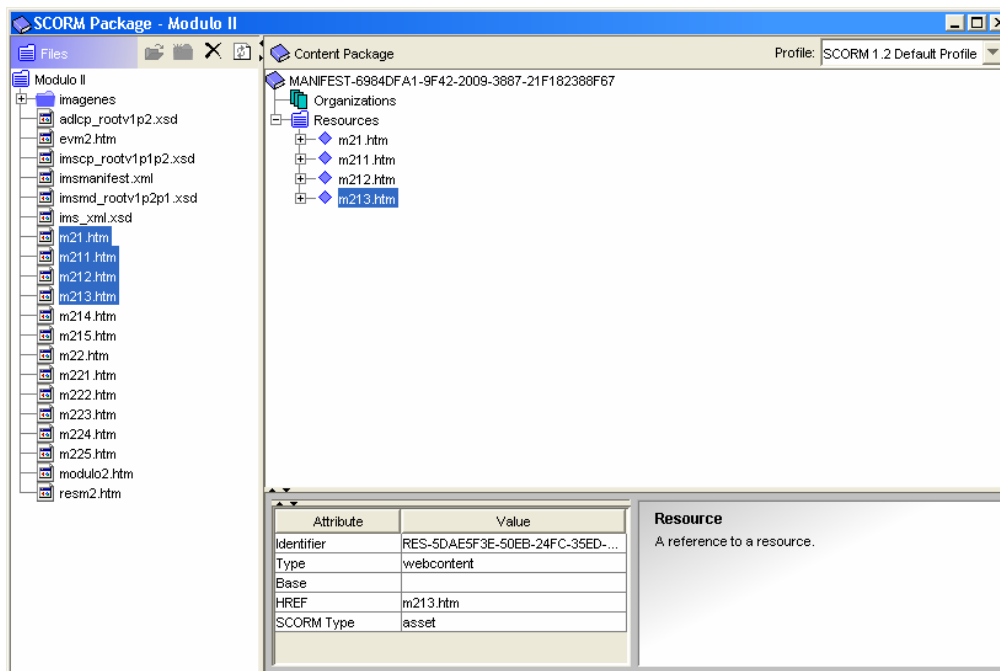 SCORM Package - Modulo II
Files
Modulo II
imagenes
adlcp_rootv1p2.xsd
evm2.htm
imscp_rootv1p1p2.xsd
imsmanifest.xml
imsmd_rootv1p2p1.xsd
ims_xml.xsd
m21.htm
m211.htm
m212.htm
m213.htm
m214.htm
m215.htm
m22.htm
m221.htm
m222.htm
m223.htm
m224.htm
m225.htm
modulo2.htm
resm2.htm
Content Package
Profile: SCORM 1.2 Default Profile
MANIFEST-6984DFA1-9F42-2009-3887-21F182388F67
Organizations
Resources
m21.htm
m211.htm
m212.htm
m213.htm
Attribute Value
Identifier RES-5DAE5F3E-50EB-24FC-35ED-...
Type webcontent
Base
HREF m213.htm
SCORM Type asset
Resource
A reference to a resource.